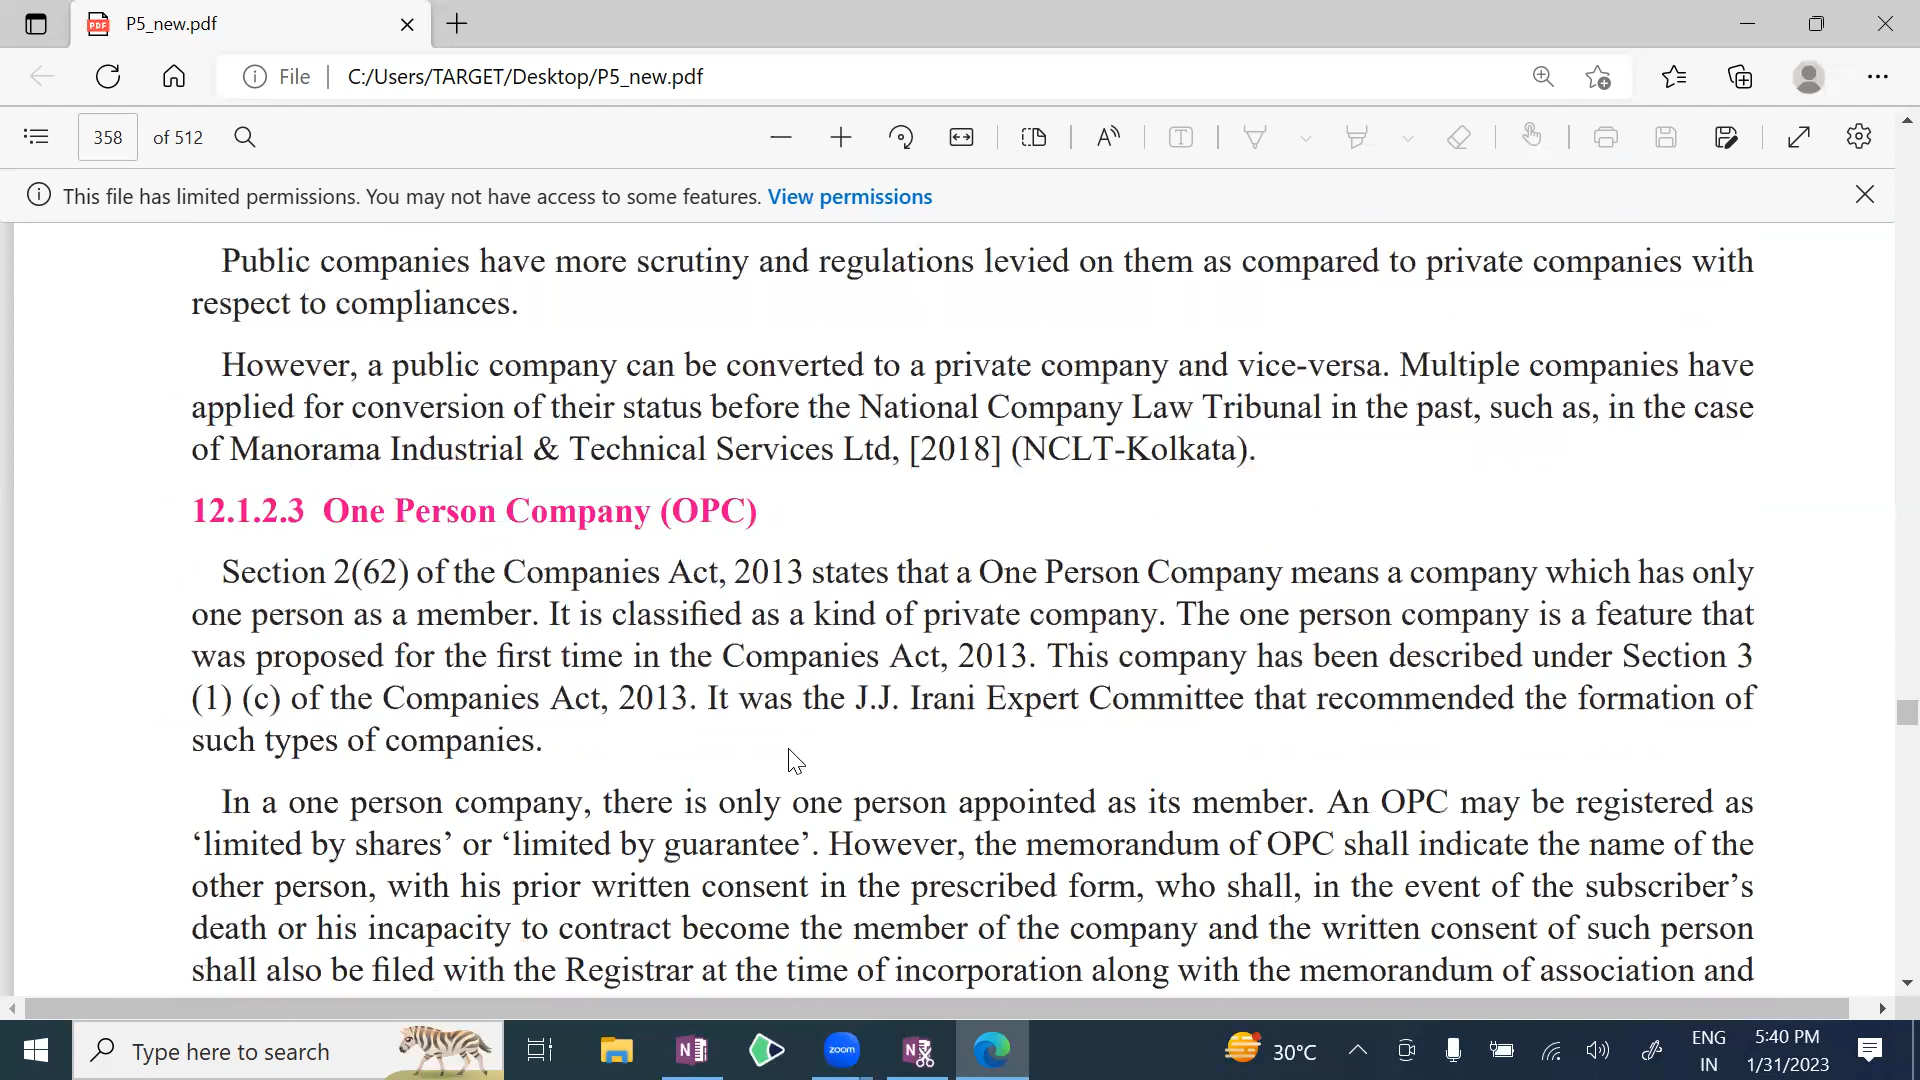 P5_new.pdf
File | C:/Users/TARGET/Desktop/P5_new.pdf
358 of 512
This file has limited permissions. You may not have access to some features. View permissions
Public companies have more scrutiny and regulations levied on them as compared to private companies with
respect to compliances.
However, a public company can be converted to a private company and vice-versa. Multiple companies have
applied for conversion of their status before the National Company Law Tribunal in the past, such as, in the case
of Manorama Industrial & Technical Services Ltd, [2018] (NCLT-Kolkata).
12.1.2.3 One Person Company (OPC)
Section 2(62) of the Companies Act, 2013 states that a One Person Company means a company which has only
one person as a member. It is classified as a kind of private company. The one person company is a feature that
was proposed for the first time in the Companies Act, 2013. This company has been described under Section 3
(1) (c) of the Companies Act, 2013. It was the J.J. Irani Expert Committee that recommended the formation of
such types of companies.
In a one person company, there is only one person appointed as its member. An OPC may be registered as
‘limited by shares’ or ‘limited by guarantee’. However, the memorandum of OPC shall indicate the name of the
other person, with his prior written consent in the prescribed form, who shall, in the event of the subscriber’s
death or his incapacity to contract become the member of the company and the written consent of such person
shall also be filed with the Registrar at the time of incorporation along with the memorandum of association and
Type here to search
zoom
30°C
ENG
IN
5:40 PM
1/31/2023